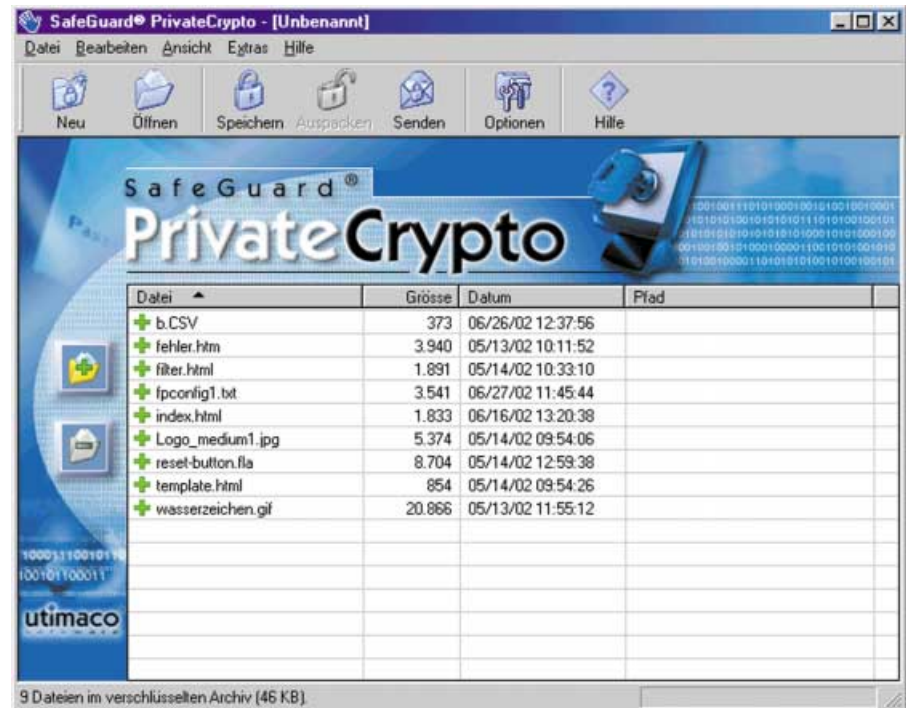 SafeGuard® PrivateCrypto - [Unbenannt]
Datei Bearbeiten Ansicht Extras Hilfe
Neu Öffnen Speichern Auspacken Senden Optionen Hilfe
SafeGuard®
PrivateCrypto
Datei Grösse Datum Pfad
b.CSV 373 06/26/02 12:37:56
fehler.htm 3.940 05/13/02 10:11:52
filter.html 1.891 05/14/02 10:33:10
fpconfig1.txt 3.541 06/27/02 11:45:44
index.html 1.833 06/16/02 13:20:38
Logo_medium1.jpg 5.374 05/14/02 09:54:06
reset-button.fla 8.704 05/14/02 12:59:38
template.html 854 05/14/02 09:54:26
wasserzeichen.gif 20.866 05/13/02 11:55:12
utimaco
software
9 Dateien im verschlüsselten Archiv (46 KB).